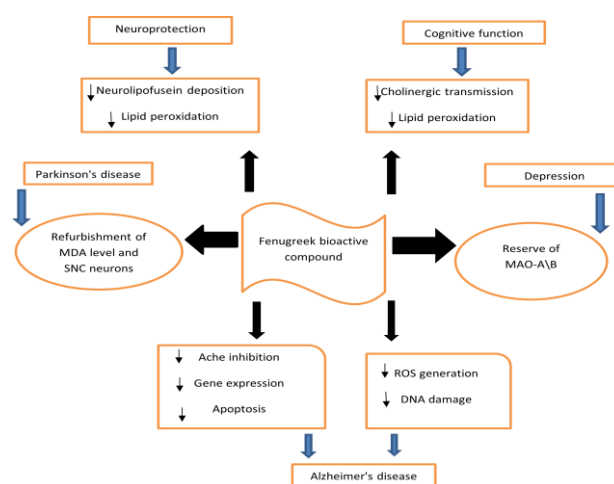 Neuroprotection
Cognitive function
↓Neurolipofusein deposition
↓ Lipid peroxidation
↓Cholinergic transmission
↓ Lipid peroxidation
Parkinson's disease
Depression
Refurbishment of
MDA level and
SNC neurons
Fenugreek bioactive
compound
Reserve of
MAO-A\B
↓ Ache inhibition
↓ Gene expression
↓ Apoptosis
↓ ROS generation
↓ DNA damage
Alzheimer's disease